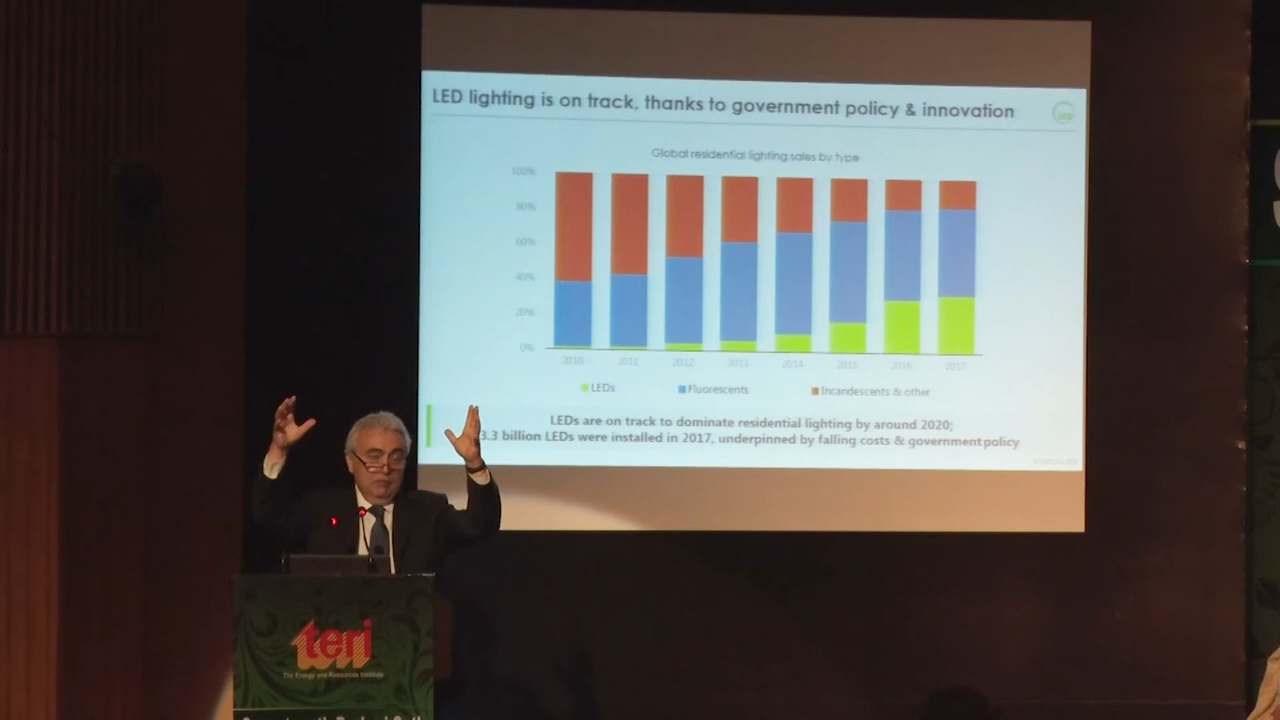 LED lighting is on track, thanks to government policy & innovation
iea
Global residential lighting sales by type
100%
80%
60%
40%
20%
0%
2010 2011 2012 2013 2014 2015 2016 2017
LEDs Fluorescents Incandescents & other
LEDs are on track to dominate residential lighting by around 2020;
3.3 billion LEDs were installed in 2017, underpinned by falling costs & government policy
teri
The Energy and Resources Institute